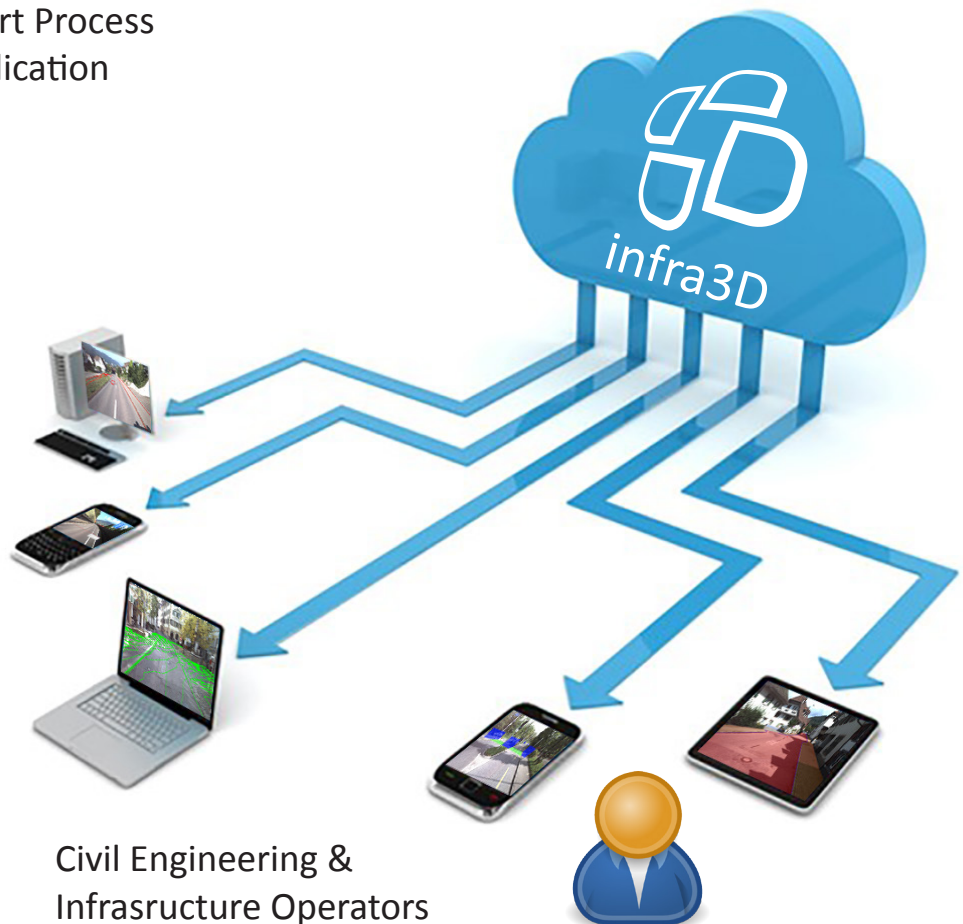 rt Process
lication
infra3D
Civil Engineering &
Infrasructure Operators